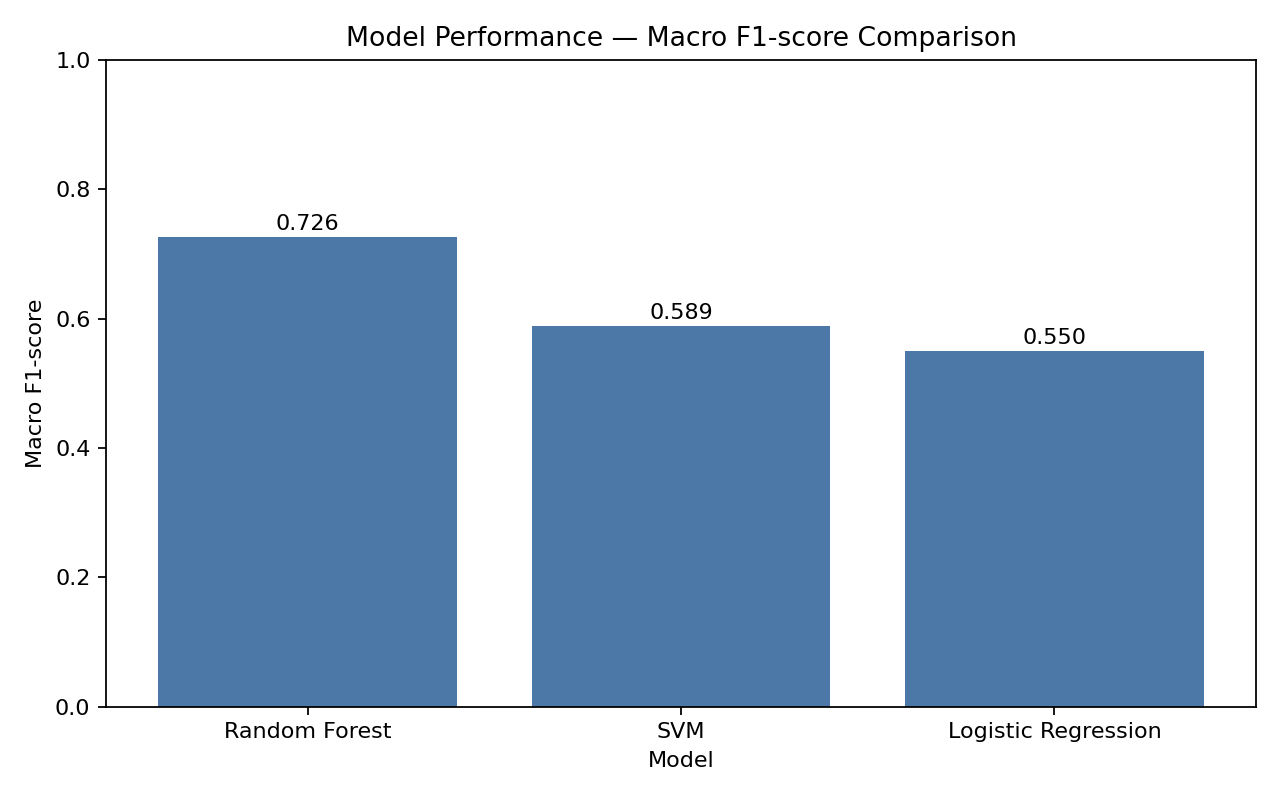 Model Performance — Macro F1-score Comparison
1.0
0.8
0.6
0.4
0.2
0.0
Macro F1-score
0.726
0.589
0.550
Random Forest
SVM
Logistic Regression
Model